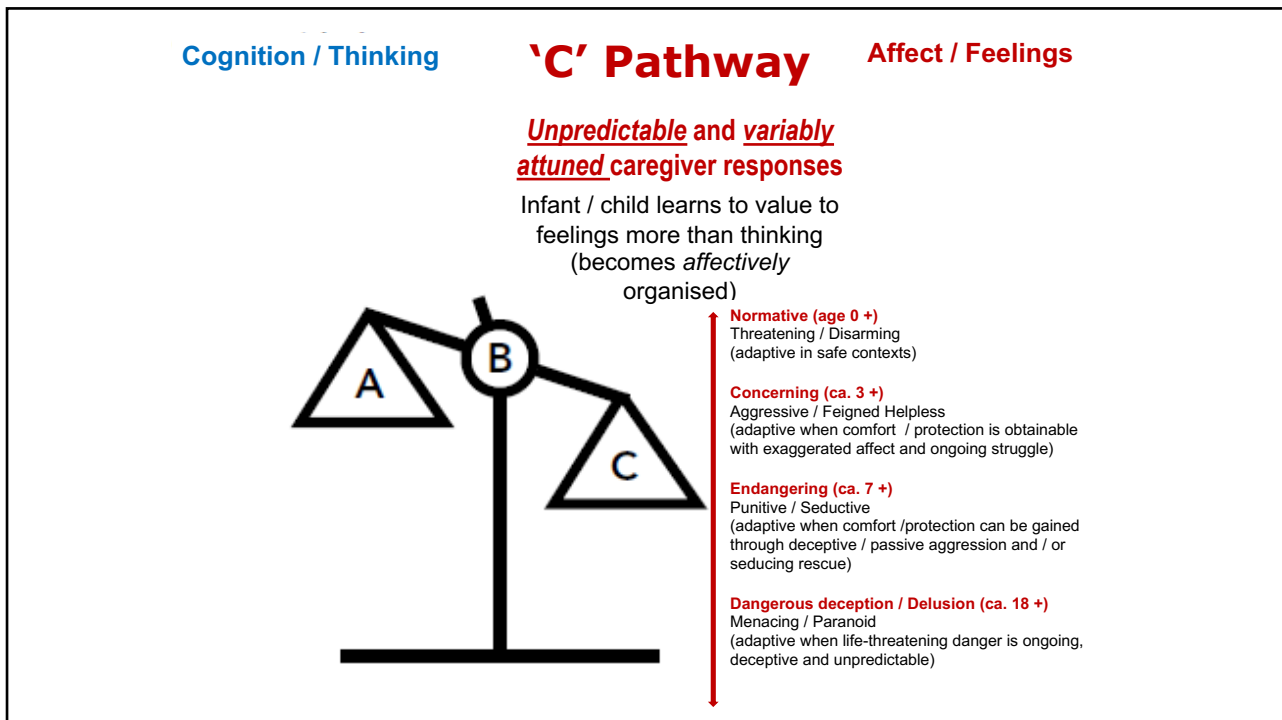 Cognition / Thinking
‘C’ Pathway
Affect / Feelings
Unpredictable and variably
attuned caregiver responses
Infant / child learns to value to
feelings more than thinking
(becomes affectively
organised)
A
B
C
Normative (age 0 +)
Threatening / Disarming
(adaptive in safe contexts)
Concerning (ca. 3 +)
Aggressive / Feigned Helpless
(adaptive when comfort / protection is obtainable
with exaggerated affect and ongoing struggle)
Endangering (ca. 7 +)
Punitive / Seductive
(adaptive when comfort /protection can be gained
through deceptive / passive aggression and / or
seducing rescue)
Dangerous deception / Delusion (ca. 18 +)
Menacing / Paranoid
(adaptive when life-threatening danger is ongoing,
deceptive and unpredictable)